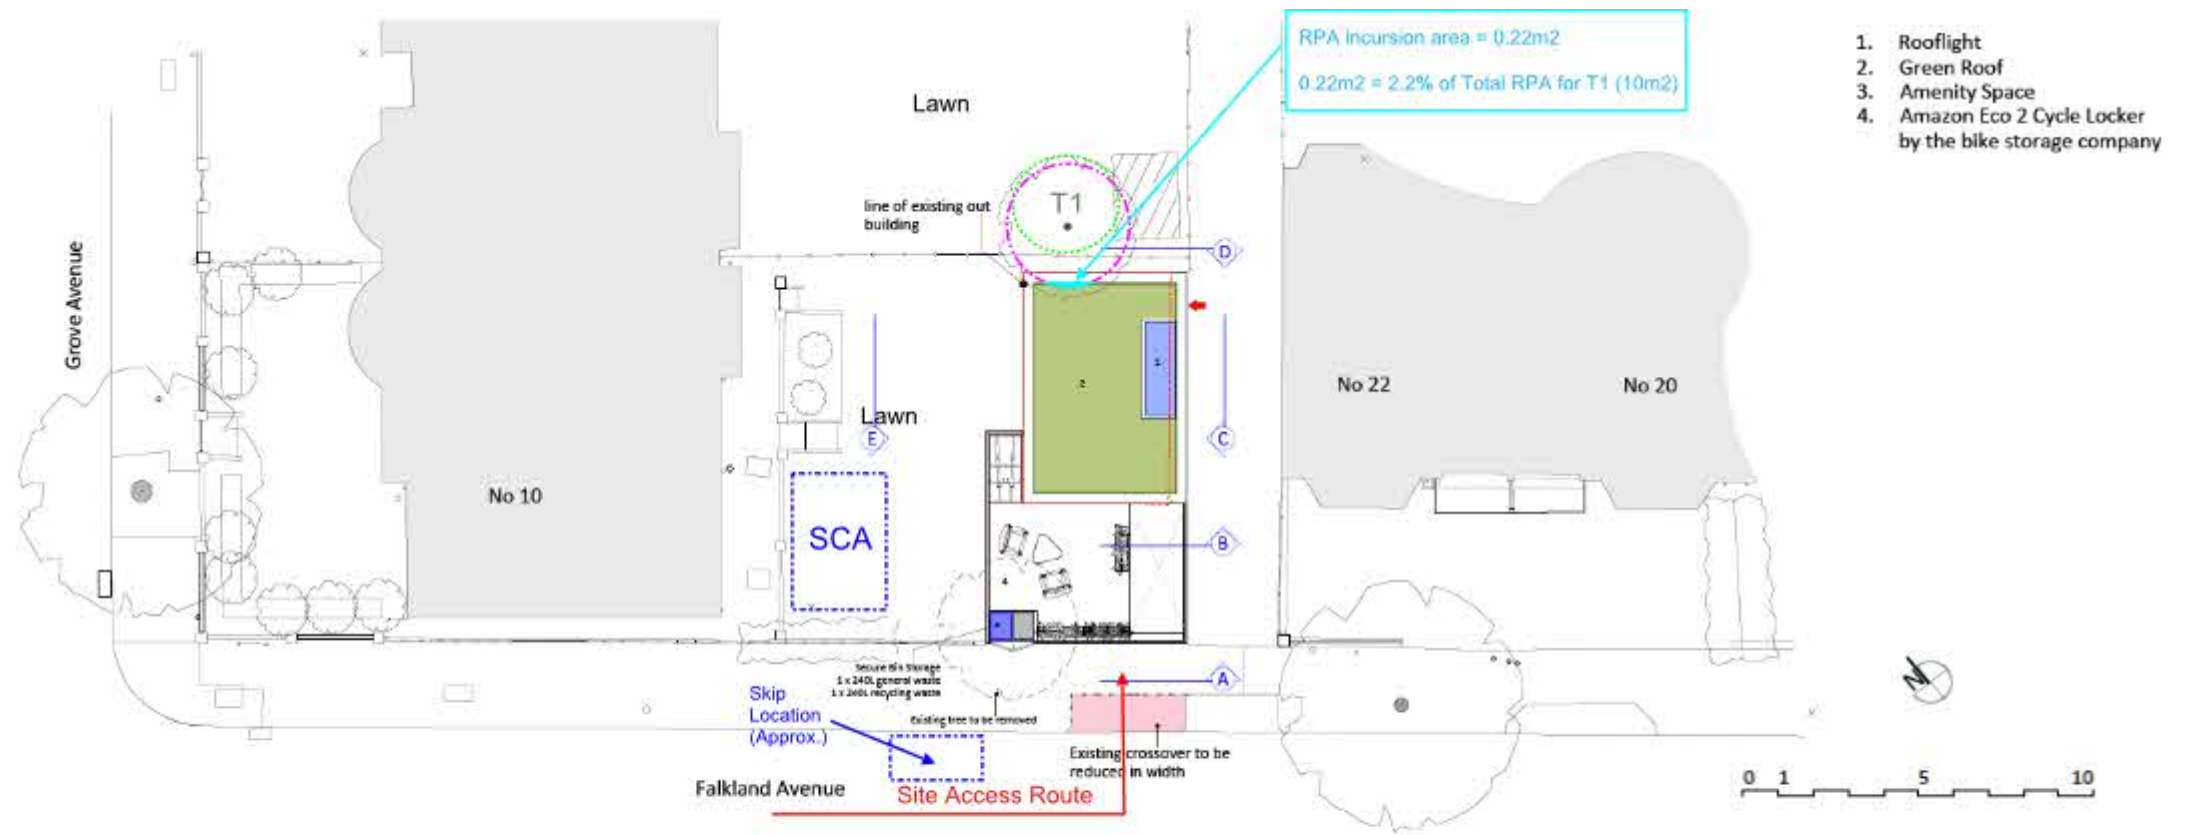 RPA Incursion area = 0.22m2
0.22m2 = 2.2% of Total RPA for T1 (10m2)
1. Rooflight
2. Green Roof
3. Amenity Space
4. Amazon Eco 2 Cycle Locker
by the bike storage company
Lawn
T1
line of existing out
building
D
Grove Avenue
1
2
No 22
No 20
Lawn
E
C
No 10
SCA
B
4
Secure Bin Storage
1 x 240L general waste
1 x 240L recycling waste
A
Skip
Location
(Approx.)
Existing tree to be removed
Existing crossover to be
reduced in width
Falkland Avenue
Site Access Route
N
0 1 5 10